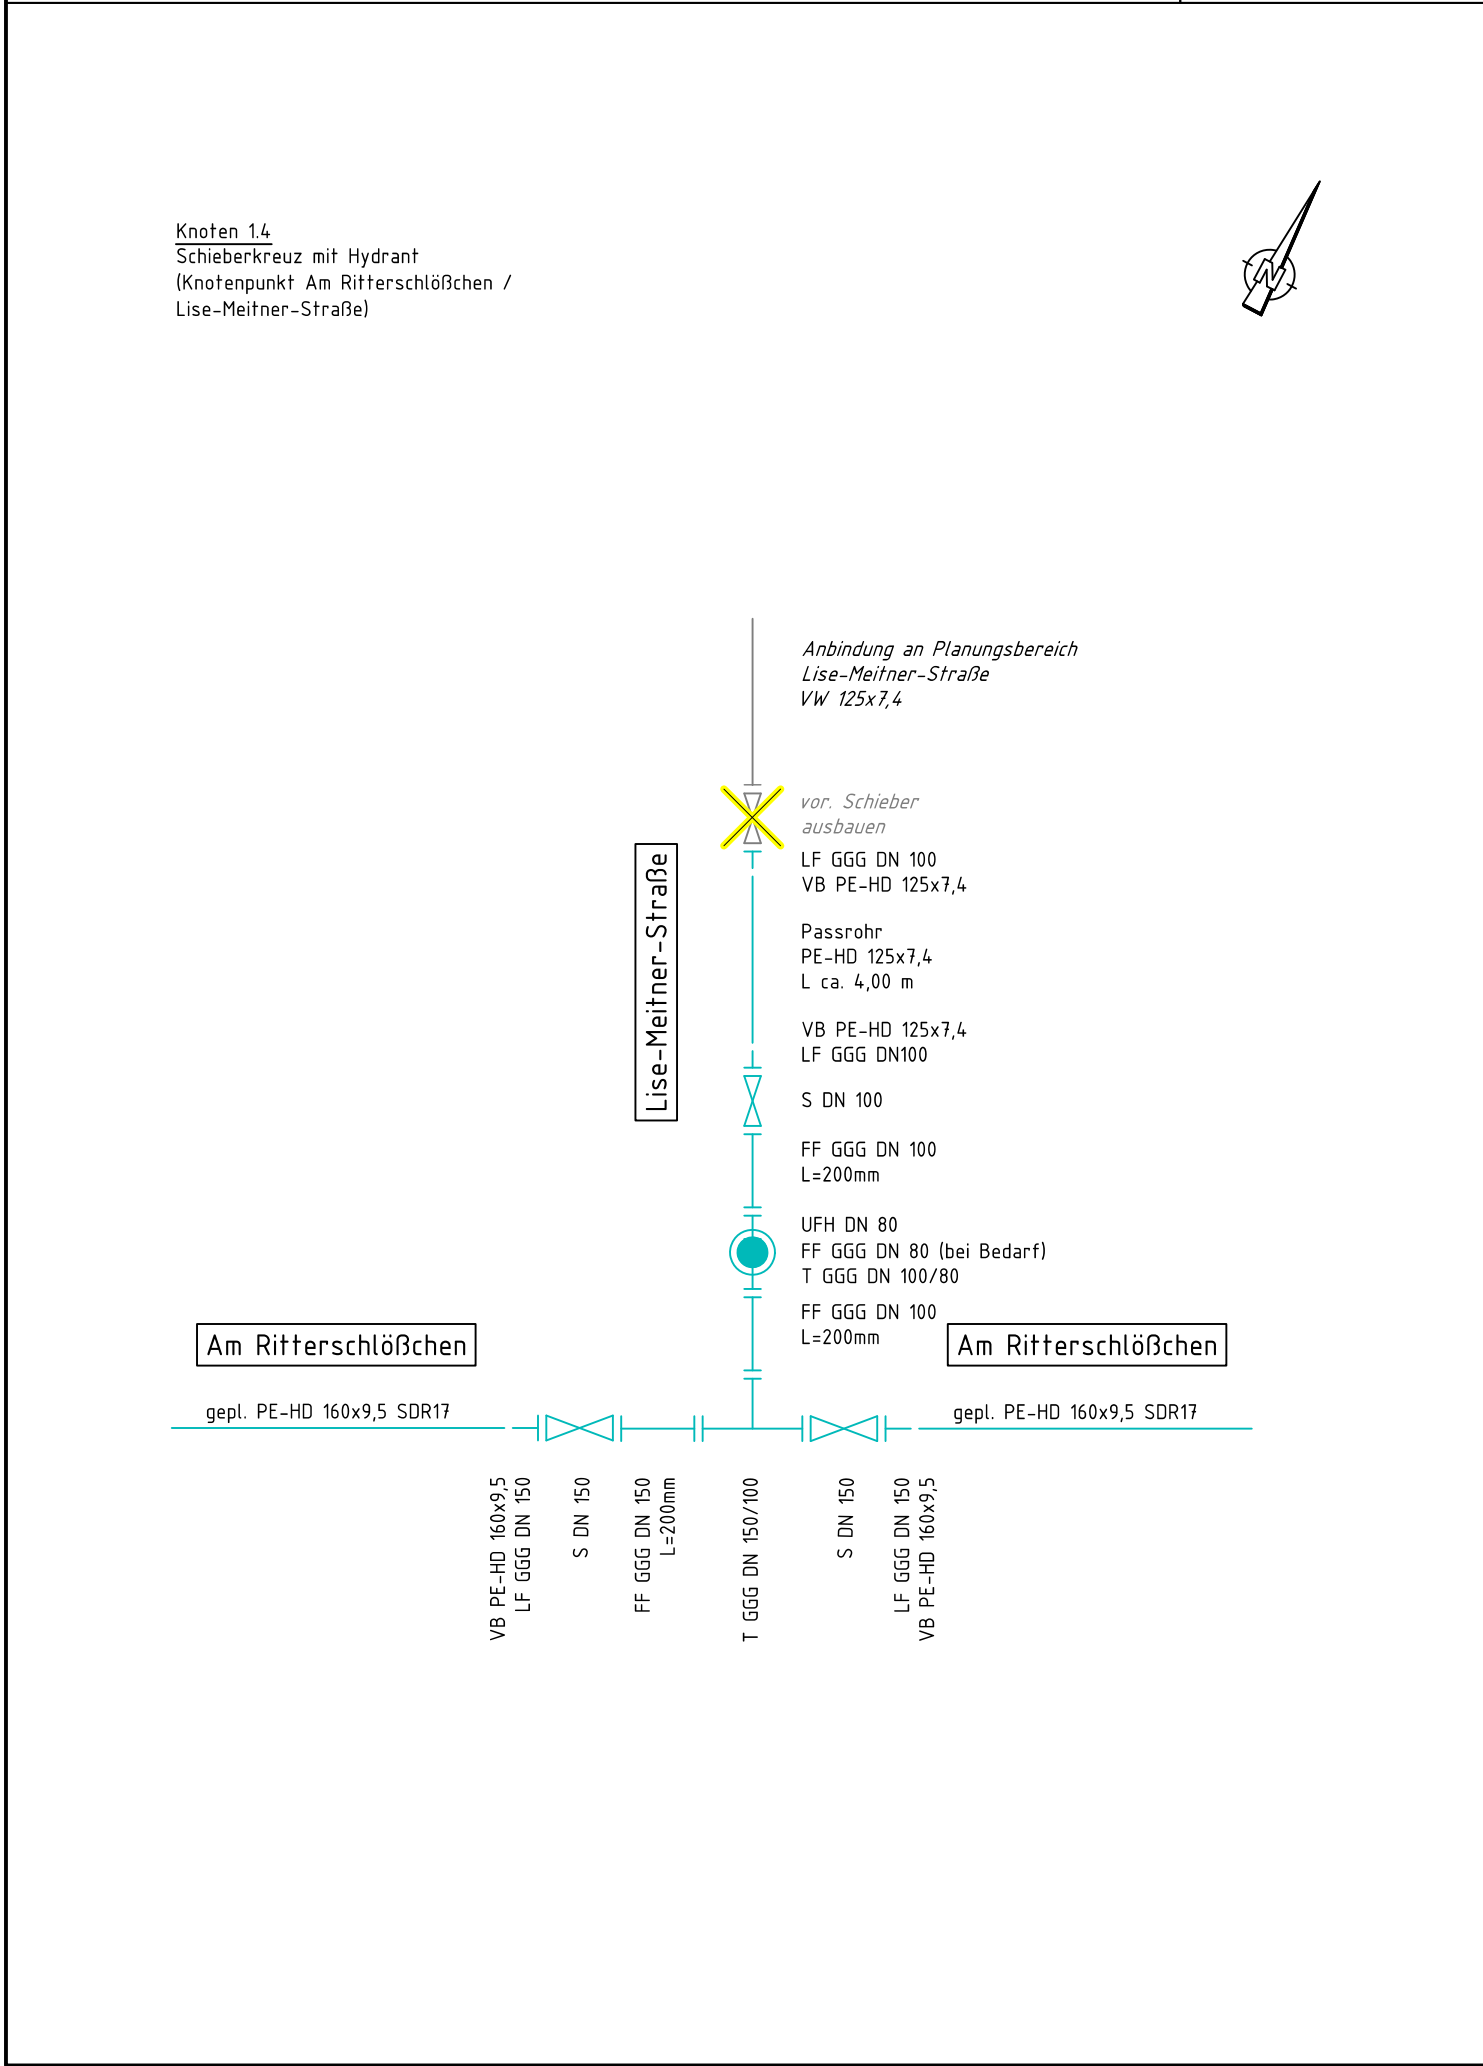 Knoten 1.4
Schieberkreuz mit Hydrant
(Knotenpunkt Am Ritterschlößchen /
Lise-Meitner-Straße)
N
Anbindung an Planungsbereich
Lise-Meitner-Straße
VW 125x7,4
vor. Schieber
ausbauen
LF GGG DN 100
VB PE-HD 125x7,4
Passrohr
PE-HD 125x7,4
L ca. 4,00 m
Lise-Meitner-Straße
VB PE-HD 125x7,4
LF GGG DN100
S DN 100
FF GGG DN 100
L=200mm
UFH DN 80
FF GGG DN 80 (bei Bedarf)
T GGG DN 100/80
FF GGG DN 100
L=200mm
Am Ritterschlößchen
Am Ritterschlößchen
gepl. PE-HD 160x9,5 SDR17
gepl. PE-HD 160x9,5 SDR17
VB PE-HD 160x9,5
LF GGG DN 150
S DN 150
FF GGG DN 150
L=200mm
T GGG DN 150/100
S DN 150
LF GGG DN 150
VB PE-HD 160x9,5